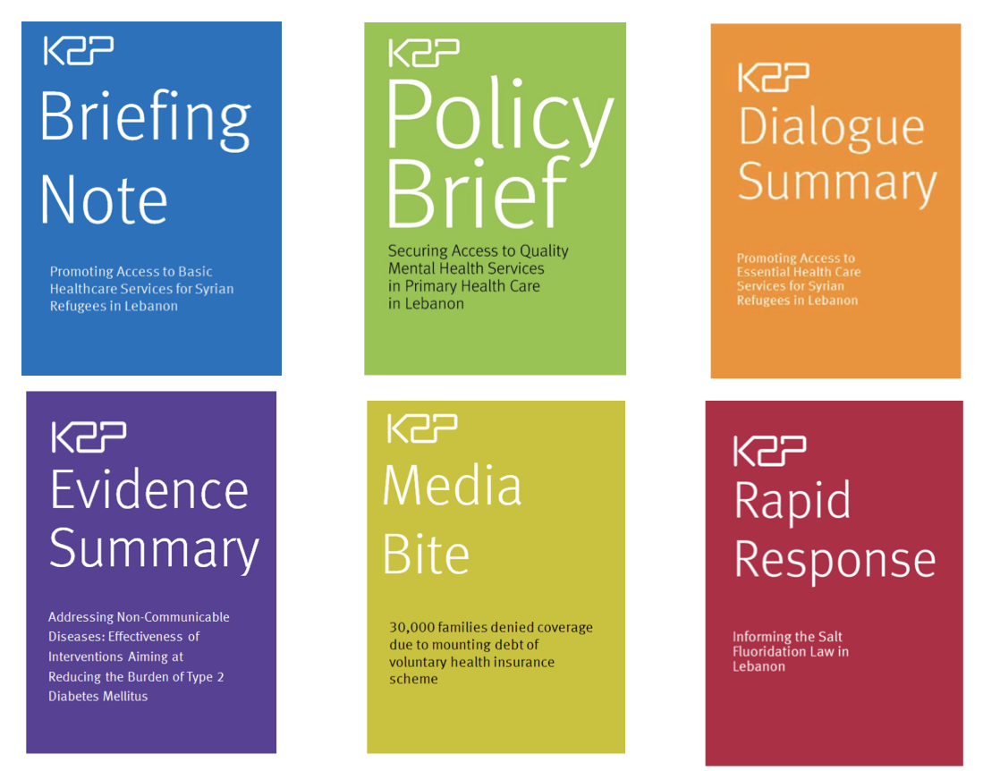 K2P
Briefing
Note
Promoting Access to Basic
Healthcare Services for Syrian
Refugees in Lebanon
K2P
Policy
Brief
Securing Access to Quality
Mental Health Services
in Primary Health Care
in Lebanon
K2P
Dialogue
Summary
Promoting Access to
Essential Health Care
Services for Syrian
Refugees in Lebanon
K2P
Evidence
Summary
Addressing Non-Communicable
Diseases: Effectiveness of
Interventions Aiming at
Reducing the Burden of Type 2
Diabetes Mellitus
K2P
Media
Bite
30,000 families denied coverage
due to mounting debt of
voluntary health insurance
scheme
K2P
Rapid
Response
Informing the Salt
Fluoridation Law in
Lebanon